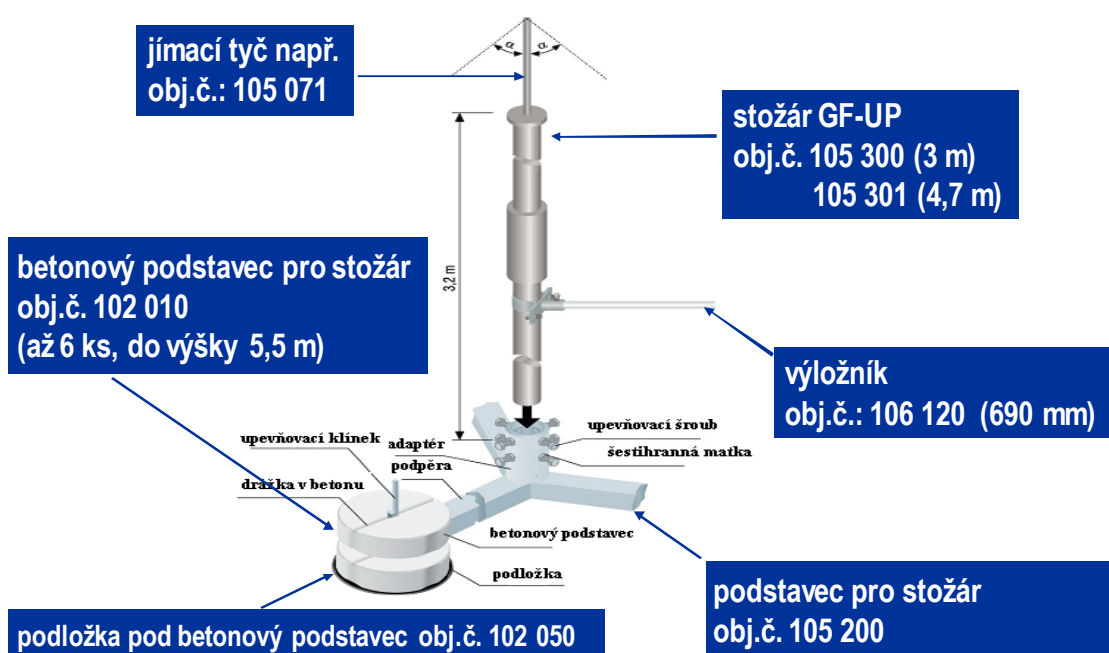 jímací tyč např.
obj.č.: 105 071
α α
stožár GF-UP
obj.č. 105 300 (3 m)
105 301 (4,7 m)
betonový podstavec pro stožár
obj.č. 102 010
(až 6 ks, do výšky 5,5 m)
3,2 m
výložník
obj.č.: 106 120 (690 mm)
upevňovací klínek
adaptér
upevňovací šroub
šestihranná matka
podpěra
drážka v betonu
betonový podstavec
podložka
podstavec pro stožár
obj.č. 105 200
podložka pod betonový podstavec obj.č. 102 050